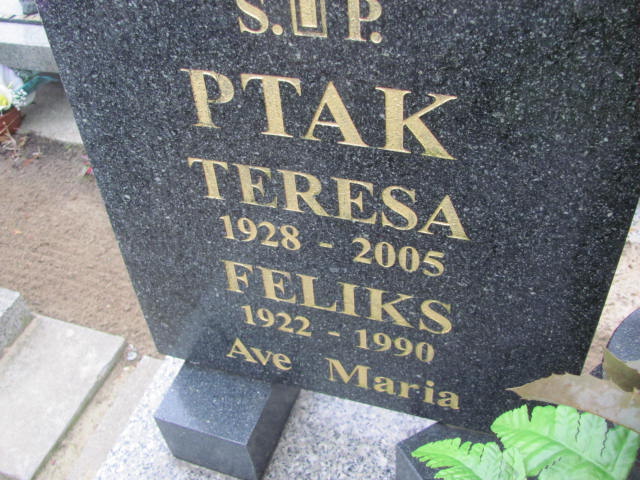 S. P.
PTAK
TERESA
1928 - 2005
FELIKS
1922 - 1990
Ave Maria